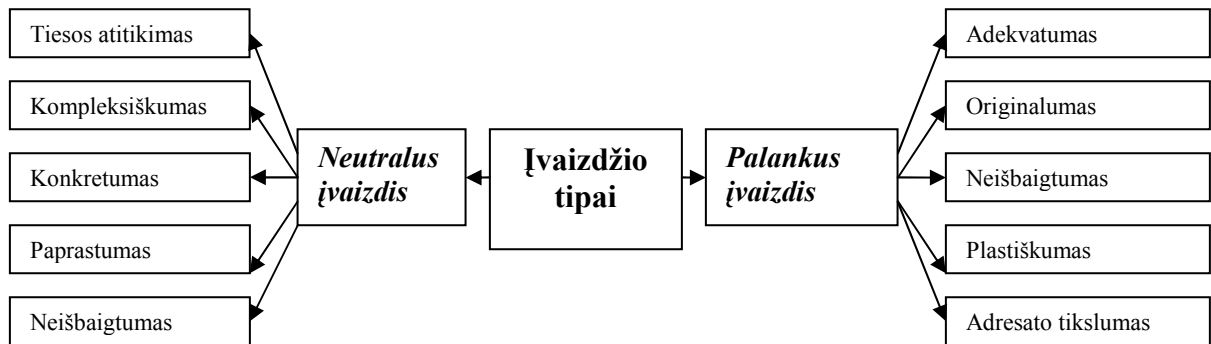 Tiesos atitikimas
Kompleksiškumas
Konkretumas
Paprastumas
Neišbaigtumas
Neutralus
įvaizdis
Įvaizdžio
tipai
Palankus
įvaizdis
Adekvatumas
Originalumas
Neišbaigtumas
Plastiškumas
Adresato tikslumas